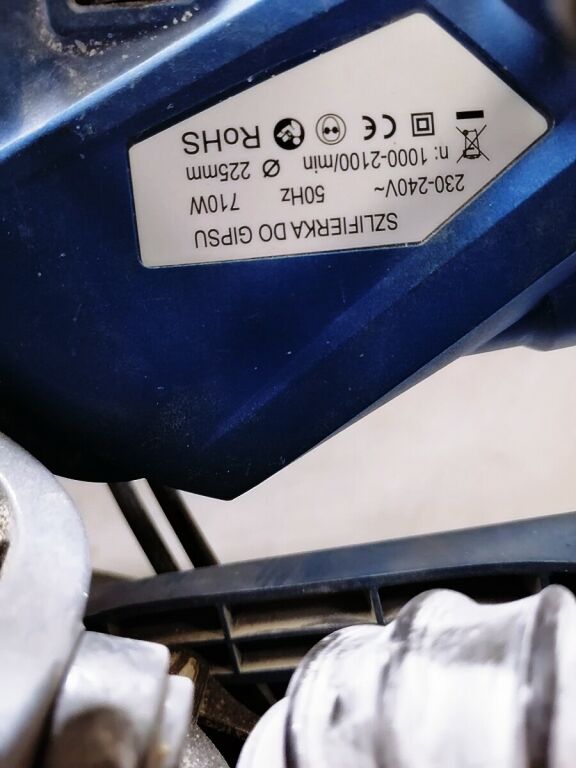 SZLIFIERKA DO GIPSU
230-240V~ 50Hz 710W
n: 1000-2100/min Ø 225mm
CE RoHS